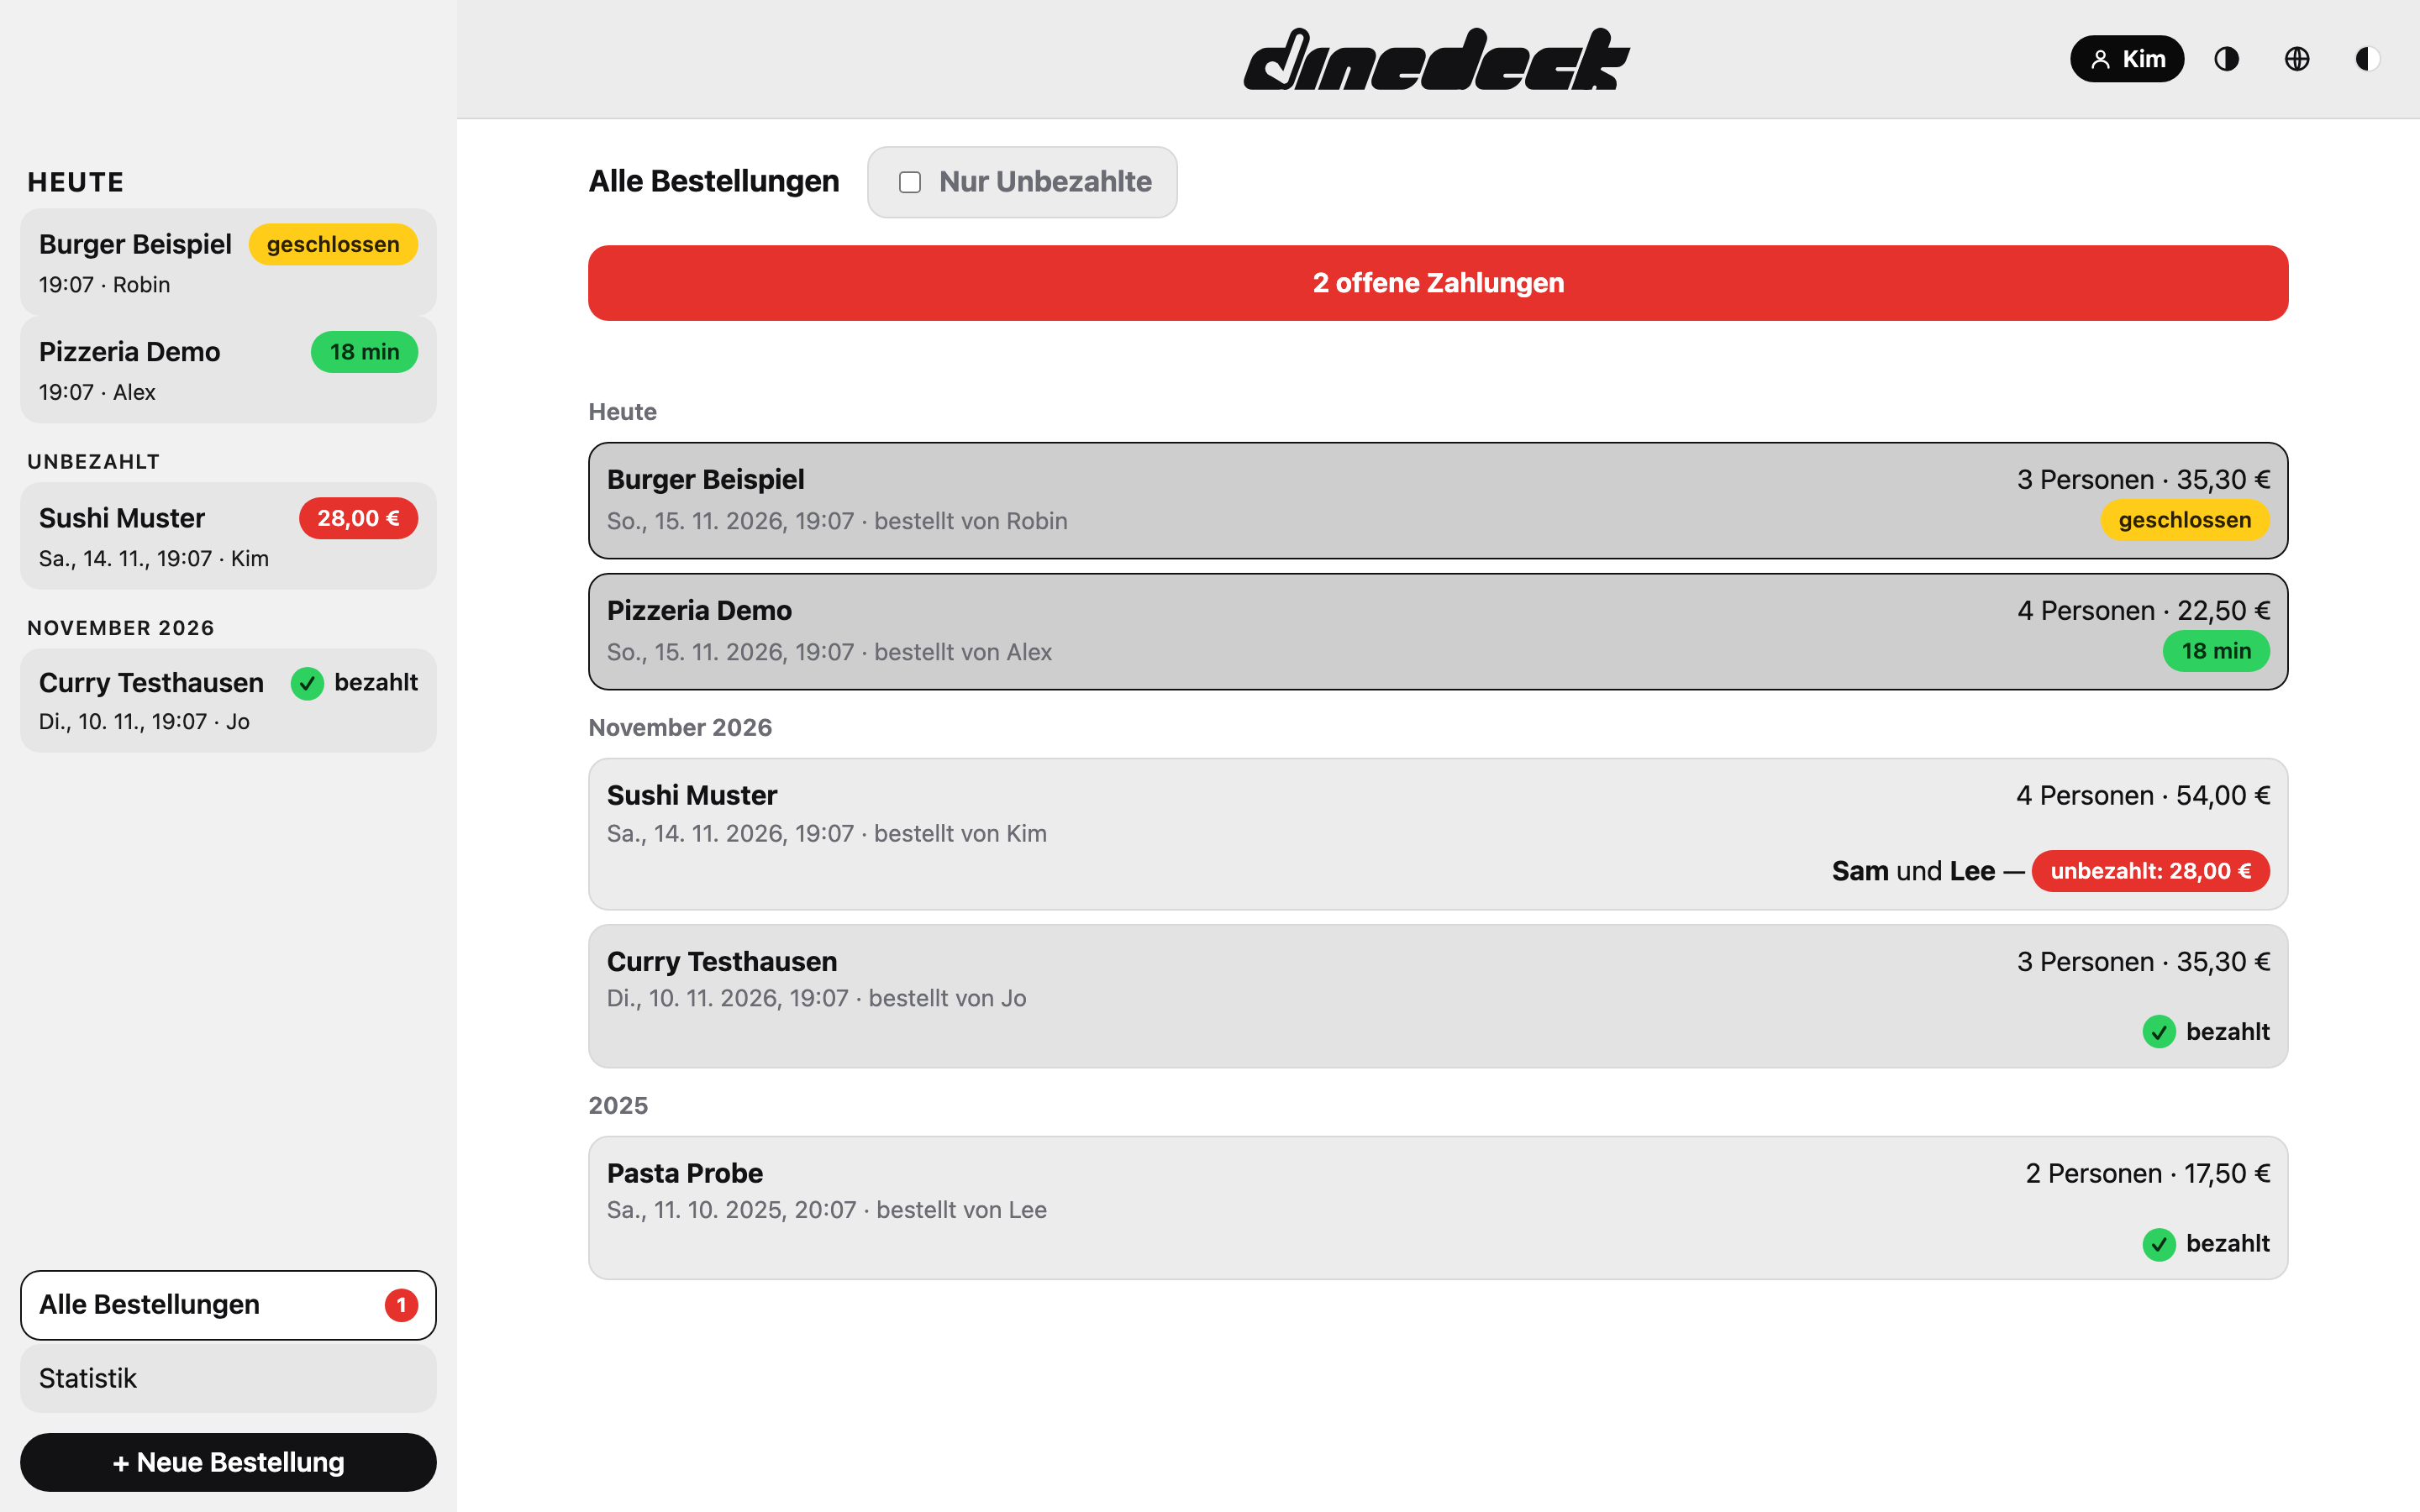 dinedeck
Kim
HEUTE
Burger Beispiel geschlossen
19:07 · Robin
Pizzeria Demo 18 min
19:07 · Alex
UNBEZAHLT
Sushi Muster 28,00 €
Sa., 14. 11., 19:07 · Kim
NOVEMBER 2026
Curry Testhausen bezahlt
Di., 10. 11., 19:07 · Jo
Alle Bestellungen 1
Statistik
+ Neue Bestellung
Alle Bestellungen Nur Unbezahlte
2 offene Zahlungen
Heute
Burger Beispiel 3 Personen · 35,30 €
So., 15. 11. 2026, 19:07 · bestellt von Robin geschlossen
Pizzeria Demo 4 Personen · 22,50 €
So., 15. 11. 2026, 19:07 · bestellt von Alex 18 min
November 2026
Sushi Muster 4 Personen · 54,00 €
Sa., 14. 11. 2026, 19:07 · bestellt von Kim
Sam und Lee — unbezahlt: 28,00 €
Curry Testhausen 3 Personen · 35,30 €
Di., 10. 11. 2026, 19:07 · bestellt von Jo
bezahlt
2025
Pasta Probe 2 Personen · 17,50 €
Sa., 11. 10. 2025, 20:07 · bestellt von Lee
bezahlt